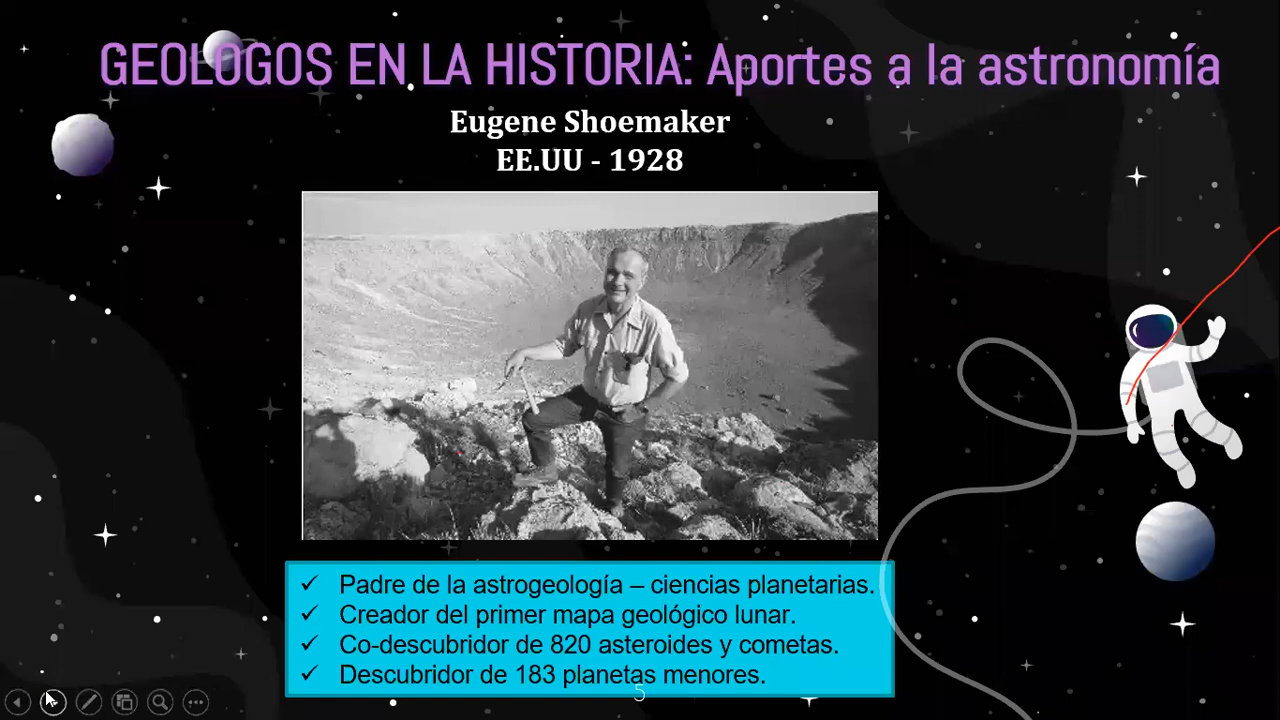 GEOLOGOS EN LA HISTORIA: Aportes a la astronomía
Eugene Shoemaker
EE.UU - 1928
✓ Padre de la astrogeología – ciencias planetarias.
✓ Creador del primer mapa geológico lunar.
✓ Co-descubridor de 820 asteroides y cometas.
✓ Descubridor de 183 planetas menores.
5